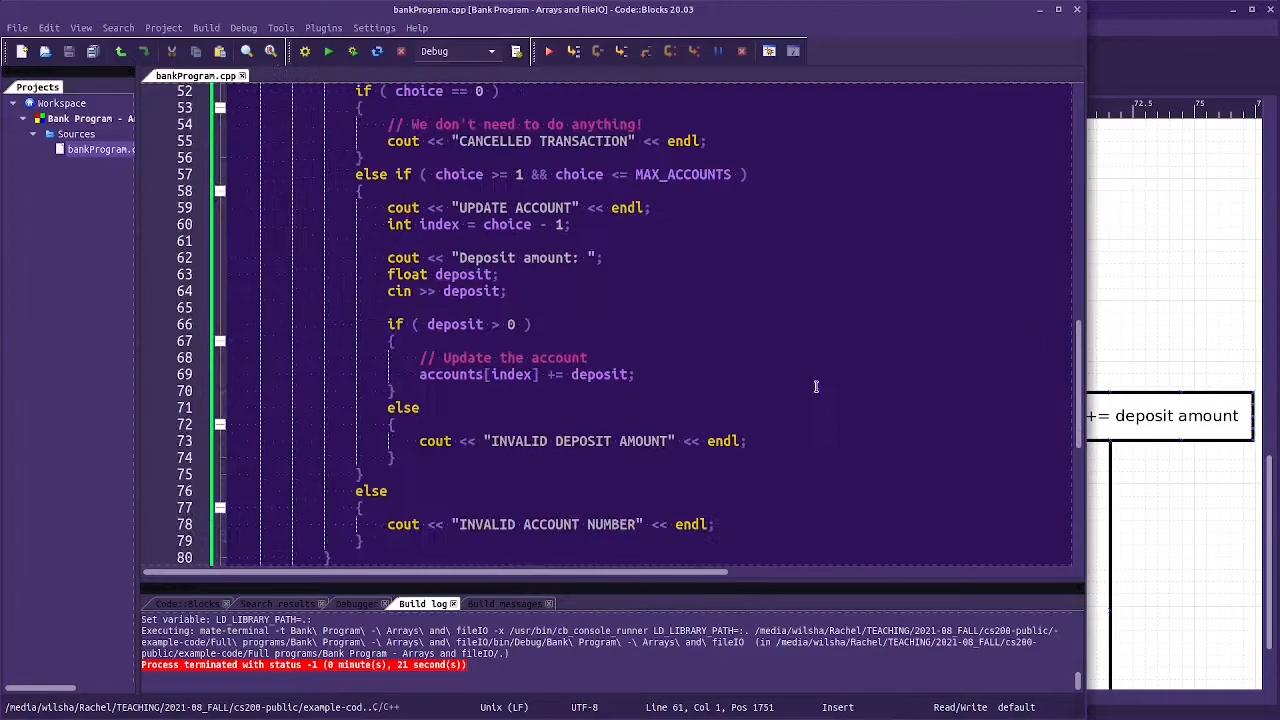 bankProgram.cpp [Bank Program - Arrays and fileIO] - Code::Blocks 20.03
File Edit View Search Project Build Debug Tools Plugins Settings Help
Debug
Projects
Workspace
Bank Program - A
Sources
bankProgram.c
bankProgram.cpp
52 if ( choice == 0 )
53 {
54 // We don't need to do anything!
55 cout << "CANCELLED TRANSACTION" << endl;
56 }
57 else if ( choice >= 1 && choice <= MAX_ACCOUNTS )
58 {
59 cout << "UPDATE ACCOUNT" << endl;
60 int index = choice - 1;
61
62 cout << "Deposit amount: ";
63 float deposit;
64 cin >> deposit;
65
66 if ( deposit > 0 )
67 {
68 // Update the account
69 accounts[index] += deposit;
70 }
71 else
72 {
73 cout << "INVALID DEPOSIT AMOUNT" << endl;
74 }
75 }
76 else
77 {
78 cout << "INVALID ACCOUNT NUMBER" << endl;
79 }
80 }
72.5 75 7
+= deposit amount
Code::Blocks Search results Debugger Build log Build messages
Set variable: LD_LIBRARY_PATH=.:
Executing: mate-terminal -t Bank\ Program\ -\ Arrays\ and\ fileIO -x /usr/bin/cb_console_runner LD_LIBRARY_PATH=:. /media/wilsha/Rachel/TEACHING/2021-08_FALL/cs200-public/-
example-code/Full\ programs/Bank\ Program\ -\ Arrays\ and\ fileIO/bin/Debug/Bank\ Program\ -\ Arrays\ and\ fileIO (in /media/wilsha/Rachel/TEACHING/2021-08_FALL/cs200-
public/example-code/Full programs/Bank Program - Arrays and fileIO/.)
Process terminated with status -1 (0 minute(s), 21 second(s))
/media/wilsha/Rachel/TEACHING/2021-08_FALL/cs200-public/example-cod... C/C++ Unix (LF) UTF-8 Line 61, Col 1, Pos 1751 Insert Read/Write default